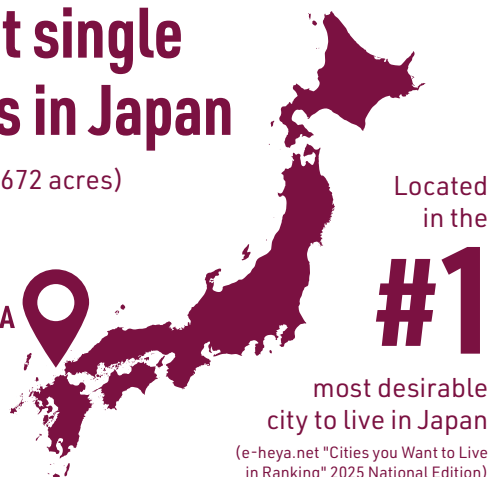 t single
s in Japan
672 acres)
Located
in the
A
#1
most desirable
city to live in Japan
(e-heya.net "Cities you Want to Live
in Ranking" 2025 National Edition)